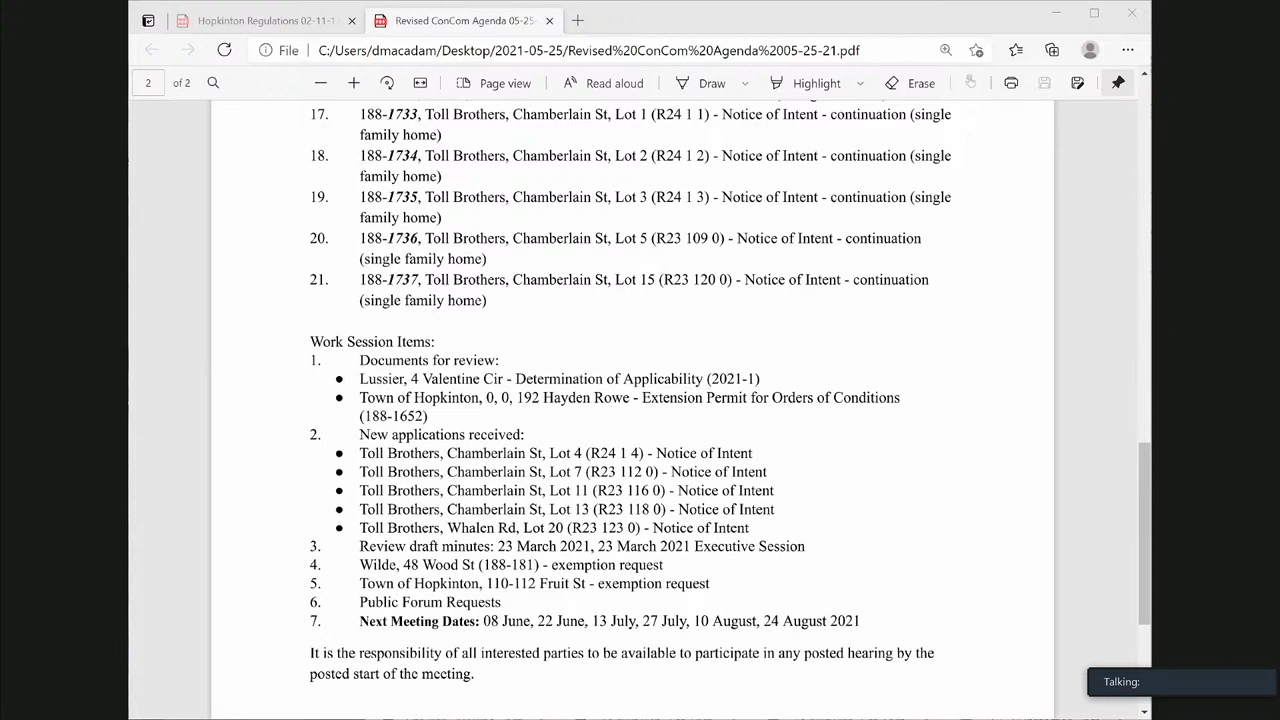 Hopkinton Regulations 02-11-1
Revised ConCom Agenda 05-25-
File
C:/Users/dmacadam/Desktop/2021-05-25/Revised%20ConCom%20Agenda%2005-25-21.pdf
2 of 2
Page view
Read aloud
Draw
Highlight
Erase
17. 188-1733, Toll Brothers, Chamberlain St, Lot 1 (R24 1 1) - Notice of Intent - continuation (single
family home)
18. 188-1734, Toll Brothers, Chamberlain St, Lot 2 (R24 1 2) - Notice of Intent - continuation (single
family home)
19. 188-1735, Toll Brothers, Chamberlain St, Lot 3 (R24 1 3) - Notice of Intent - continuation (single
family home)
20. 188-1736, Toll Brothers, Chamberlain St, Lot 5 (R23 109 0) - Notice of Intent - continuation
(single family home)
21. 188-1737, Toll Brothers, Chamberlain St, Lot 15 (R23 120 0) - Notice of Intent - continuation
(single family home)
Work Session Items:
1. Documents for review:
● Lussier, 4 Valentine Cir - Determination of Applicability (2021-1)
● Town of Hopkinton, 0, 0, 192 Hayden Rowe - Extension Permit for Orders of Conditions
(188-1652)
2. New applications received:
● Toll Brothers, Chamberlain St, Lot 4 (R24 1 4) - Notice of Intent
● Toll Brothers, Chamberlain St, Lot 7 (R23 112 0) - Notice of Intent
● Toll Brothers, Chamberlain St, Lot 11 (R23 116 0) - Notice of Intent
● Toll Brothers, Chamberlain St, Lot 13 (R23 118 0) - Notice of Intent
● Toll Brothers, Whalen Rd, Lot 20 (R23 123 0) - Notice of Intent
3. Review draft minutes: 23 March 2021, 23 March 2021 Executive Session
4. Wilde, 48 Wood St (188-181) - exemption request
5. Town of Hopkinton, 110-112 Fruit St - exemption request
6. Public Forum Requests
7. Next Meeting Dates: 08 June, 22 June, 13 July, 27 July, 10 August, 24 August 2021
It is the responsibility of all interested parties to be available to participate in any posted hearing by the
posted start of the meeting.
Talking: